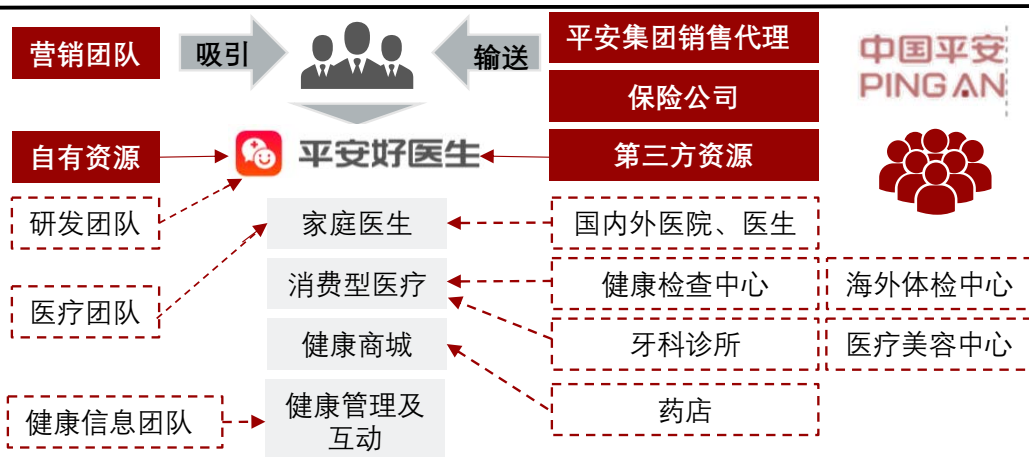 营销团队
吸引
输送
平安集团销售代理
保险公司
中国平安
PING AN
自有资源
平安好医生
第三方资源
研发团队
家庭医生
国内外医院、医生
医疗团队
消费型医疗
健康检查中心
海外体检中心
健康商城
牙科诊所
医疗美容中心
健康信息团队
健康管理及
互动
药店